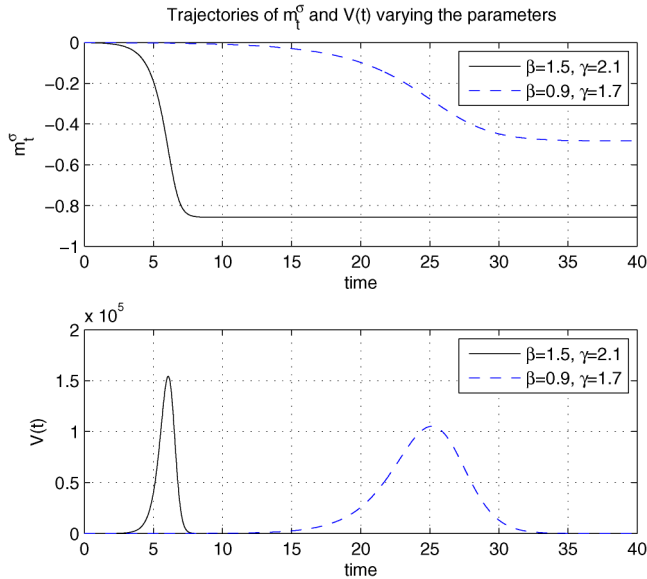 Trajectories of m_t^σ and V(t) varying the parameters
0
−0.2
−0.4
−0.6
−0.8
−1
m_t^σ
β=1.5, γ=2.1
β=0.9, γ=1.7
0 5 10 15 20 25 30 35 40
time
x 10^5
2
1.5
1
0.5
0
V(t)
β=1.5, γ=2.1
β=0.9, γ=1.7
0 5 10 15 20 25 30 35 40
time